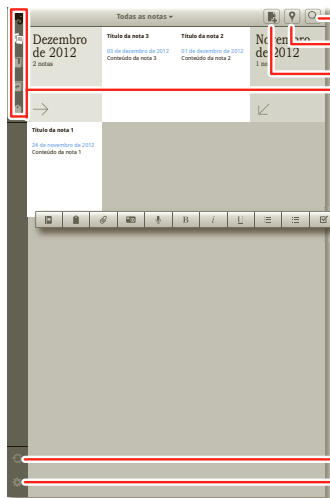 Todas as notas
Dezembro
de 2012
2 notas
Título da nota 3
03 de dezembro de 2012
Conteúdo da nota 3
Título da nota 2
01 de dezembro de 2012
Conteúdo da nota 2
Novembro
de 2012
1 no
Título da nota 1
24 de novembro de 2012
Conteúdo da nota 1
B i U